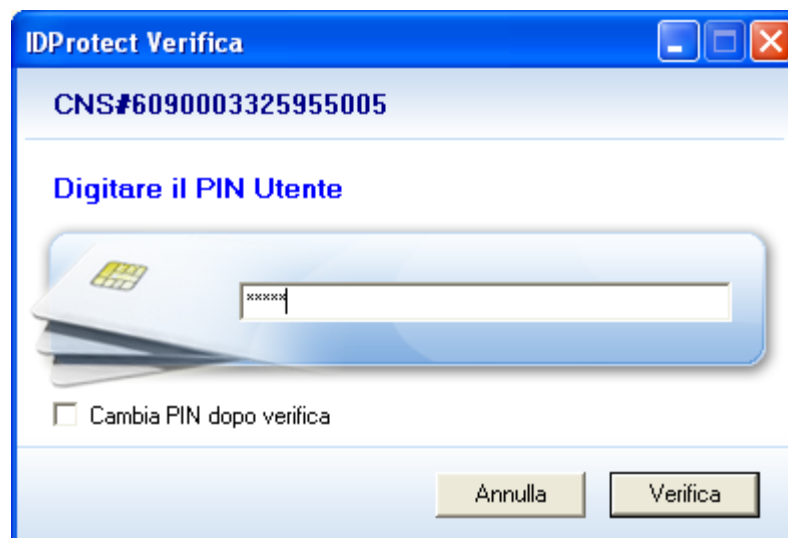 IDProtect Verifica
CNS#6090003325955005
Digitare il PIN Utente
*****
Cambia PIN dopo verifica
Annulla
Verifica